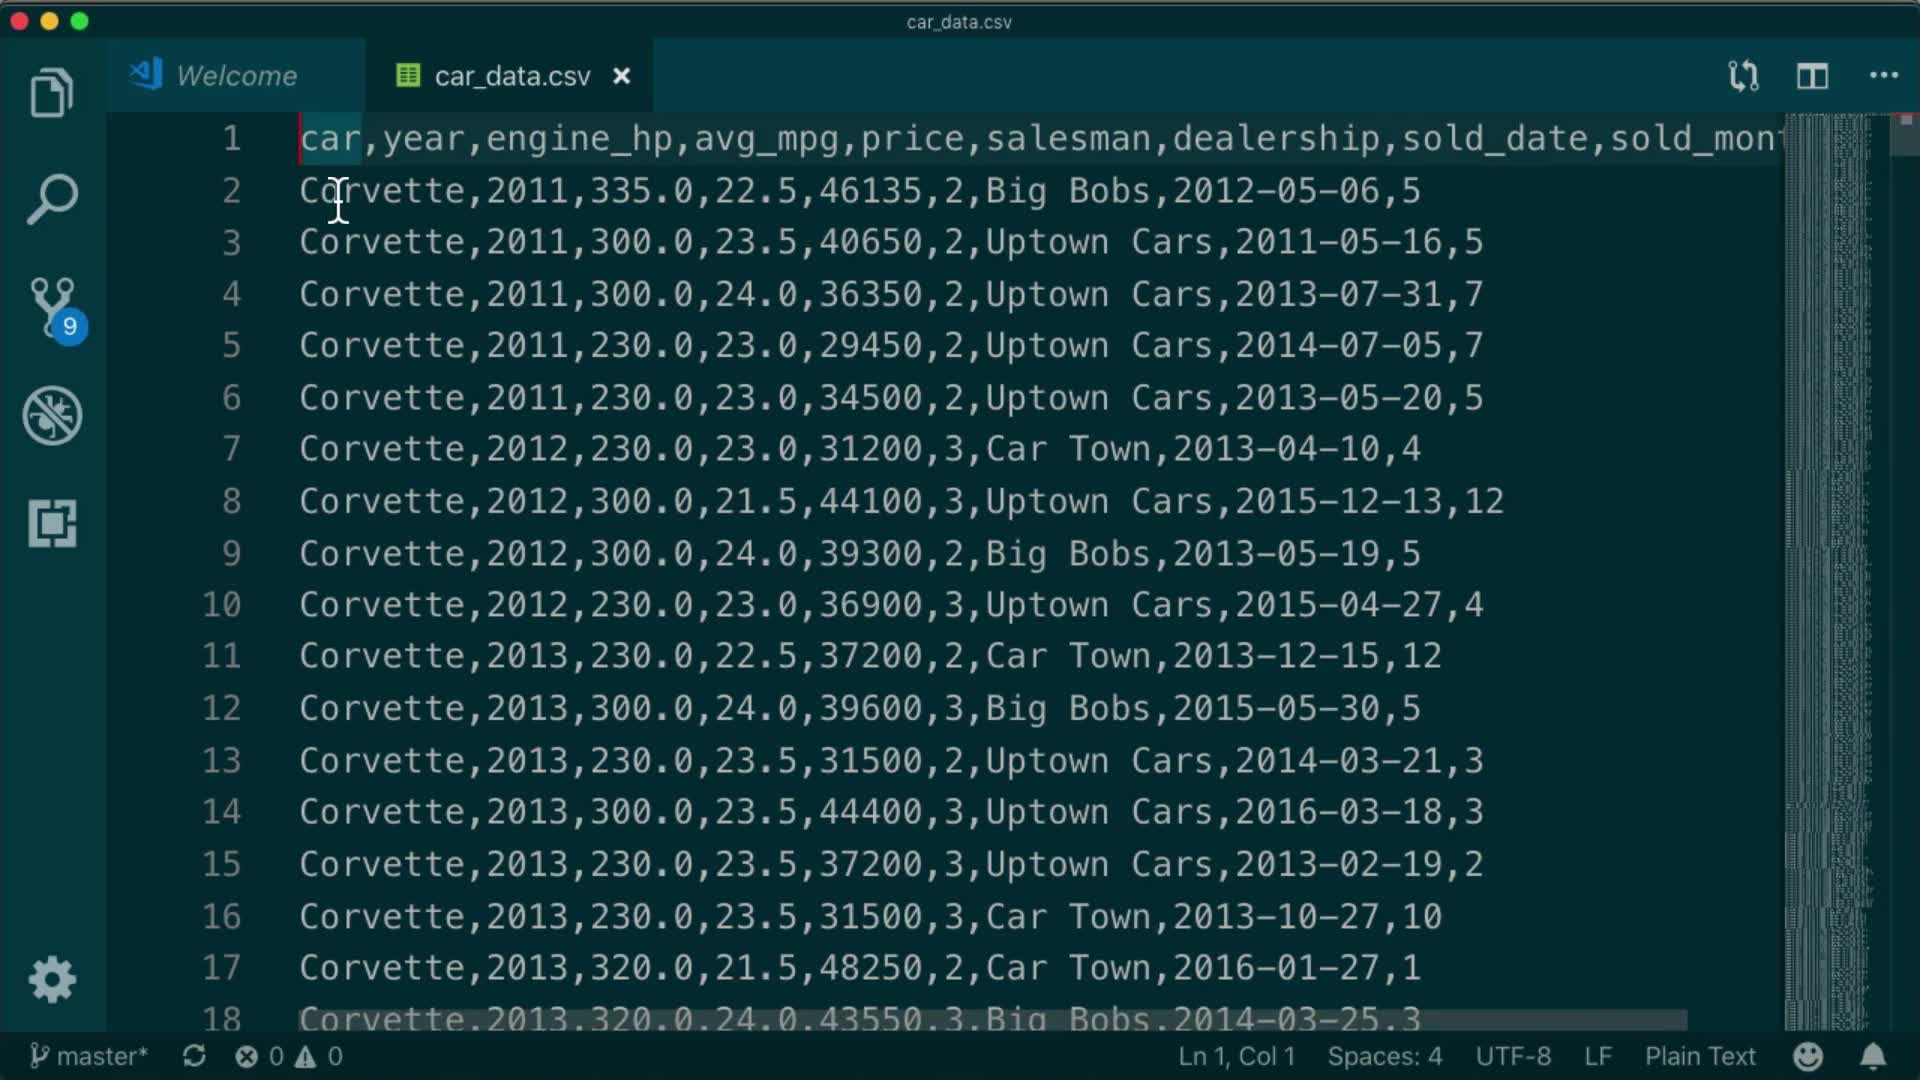 car_data.csv
Welcome
car_data.csv
1 car,year,engine_hp,avg_mpg,price,salesman,dealership,sold_date,sold_mont
2 Corvette,2011,335.0,22.5,46135,2,Big Bobs,2012-05-06,5
3 Corvette,2011,300.0,23.5,40650,2,Uptown Cars,2011-05-16,5
4 Corvette,2011,300.0,24.0,36350,2,Uptown Cars,2013-07-31,7
5 Corvette,2011,230.0,23.0,29450,2,Uptown Cars,2014-07-05,7
6 Corvette,2011,230.0,23.0,34500,2,Uptown Cars,2013-05-20,5
7 Corvette,2012,230.0,23.0,31200,3,Car Town,2013-04-10,4
8 Corvette,2012,300.0,21.5,44100,3,Uptown Cars,2015-12-13,12
9 Corvette,2012,300.0,24.0,39300,2,Big Bobs,2013-05-19,5
10 Corvette,2012,230.0,23.0,36900,3,Uptown Cars,2015-04-27,4
11 Corvette,2013,230.0,22.5,37200,2,Car Town,2013-12-15,12
12 Corvette,2013,300.0,24.0,39600,3,Big Bobs,2015-05-30,5
13 Corvette,2013,230.0,23.5,31500,2,Uptown Cars,2014-03-21,3
14 Corvette,2013,300.0,23.5,44400,3,Uptown Cars,2016-03-18,3
15 Corvette,2013,230.0,23.5,37200,3,Uptown Cars,2013-02-19,2
16 Corvette,2013,230.0,23.5,31500,3,Car Town,2013-10-27,10
17 Corvette,2013,320.0,21.5,48250,2,Car Town,2016-01-27,1
18 Corvette,2013,320.0,24.0,43550,3,Big Bobs,2014-03-25,3
9
master* 0 0 Ln 1, Col 1 Spaces: 4 UTF-8 LF Plain Text